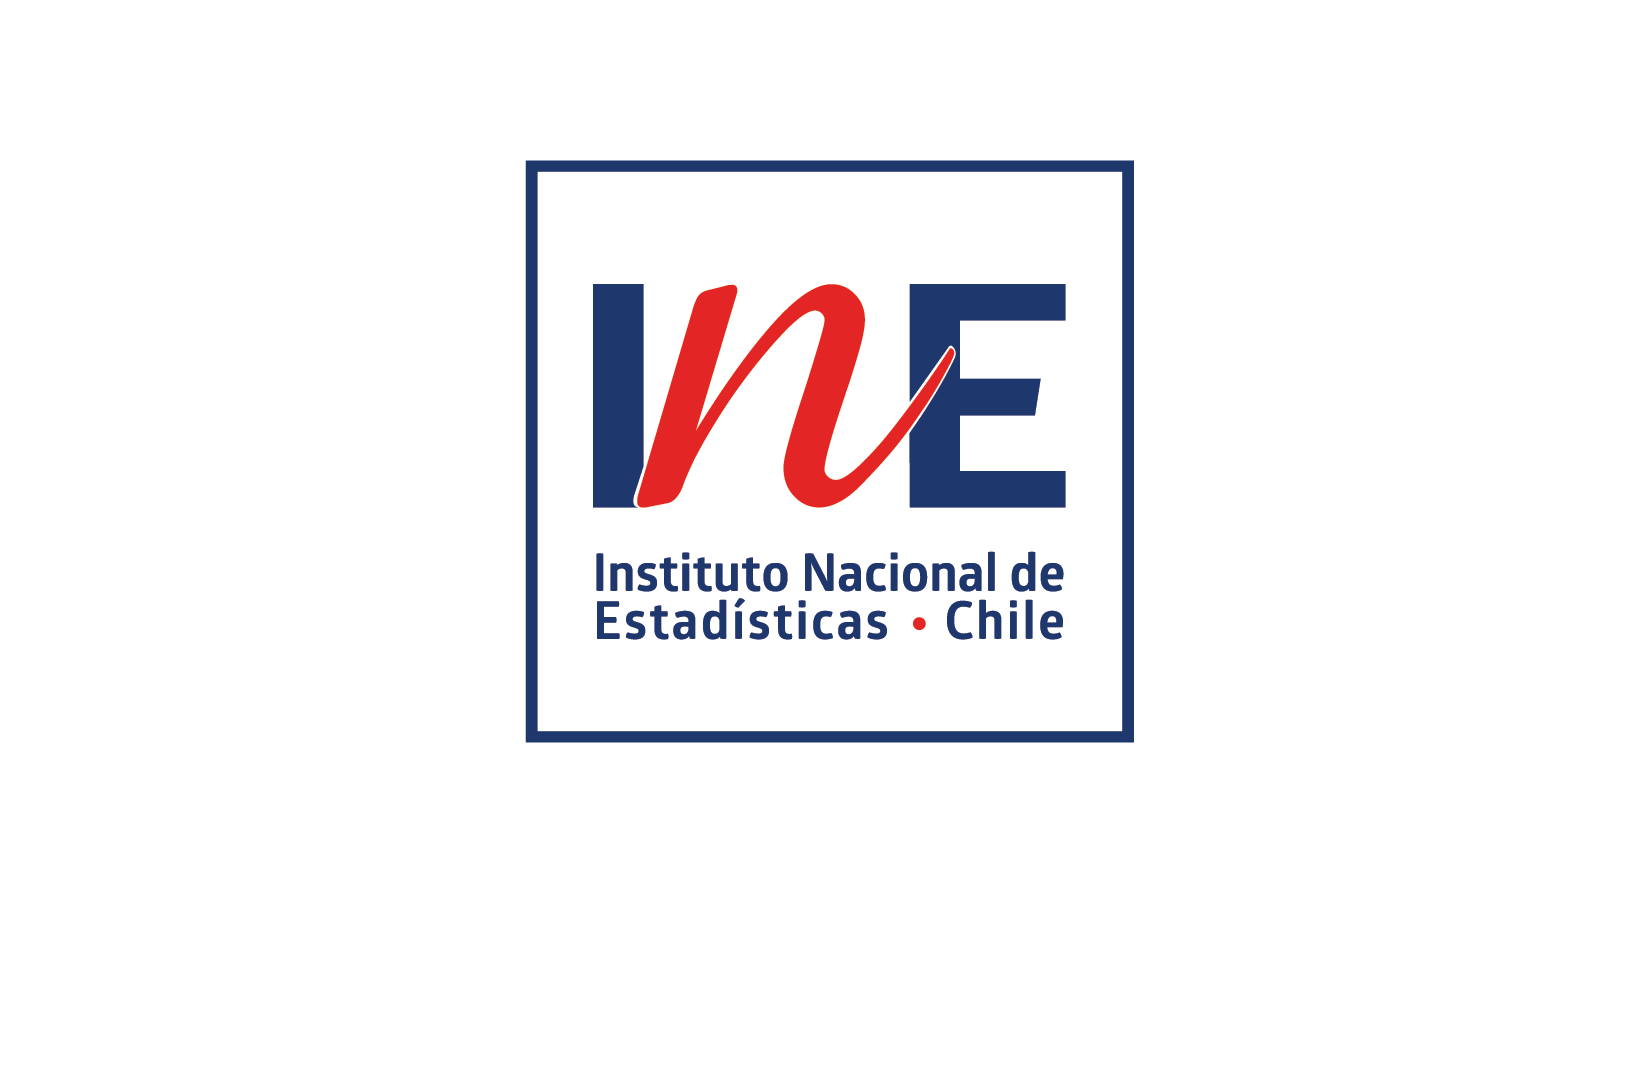 InE
Instituto Nacional de
Estadísticas • Chile